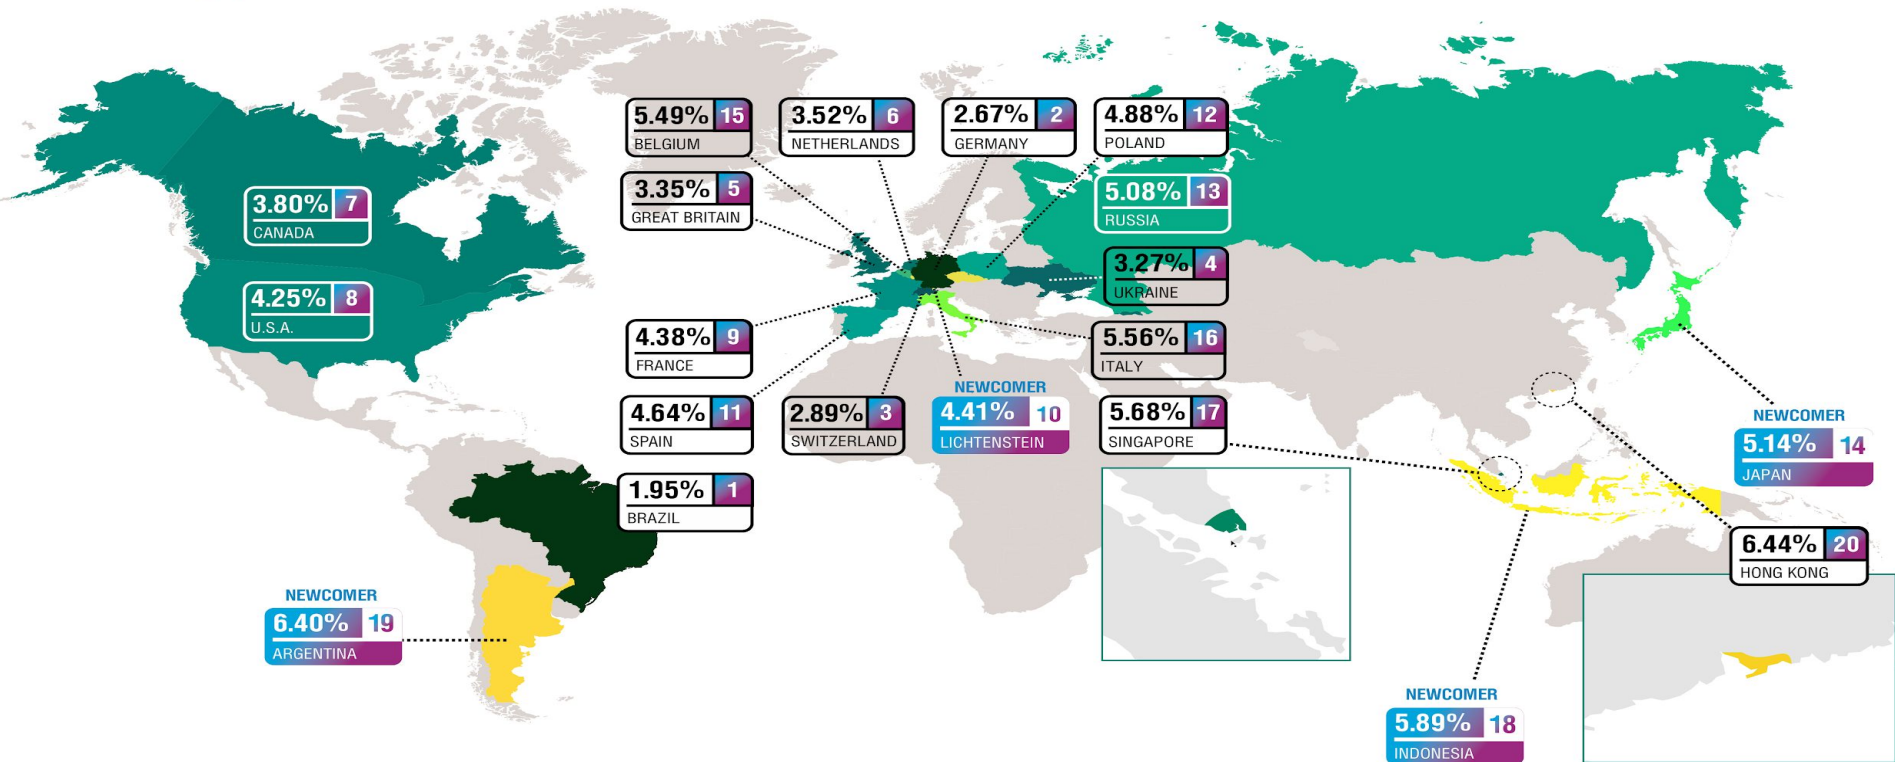 5.49% 15
BELGIUM
3.52% 6
NETHERLANDS
2.67% 2
GERMANY
4.88% 12
POLAND
3.35% 5
GREAT BRITAIN
5.08% 13
RUSSIA
3.80% 7
CANADA
3.27% 4
UKRAINE
4.25% 8
U.S.A.
4.38% 9
FRANCE
5.56% 16
ITALY
4.64% 11
SPAIN
2.89% 3
SWITZERLAND
NEWCOMER
4.41% 10
LICHTENSTEIN
5.68% 17
SINGAPORE
NEWCOMER
5.14% 14
JAPAN
1.95% 1
BRAZIL
6.44% 20
HONG KONG
NEWCOMER
6.40% 19
ARGENTINA
NEWCOMER
5.89% 18
INDONESIA